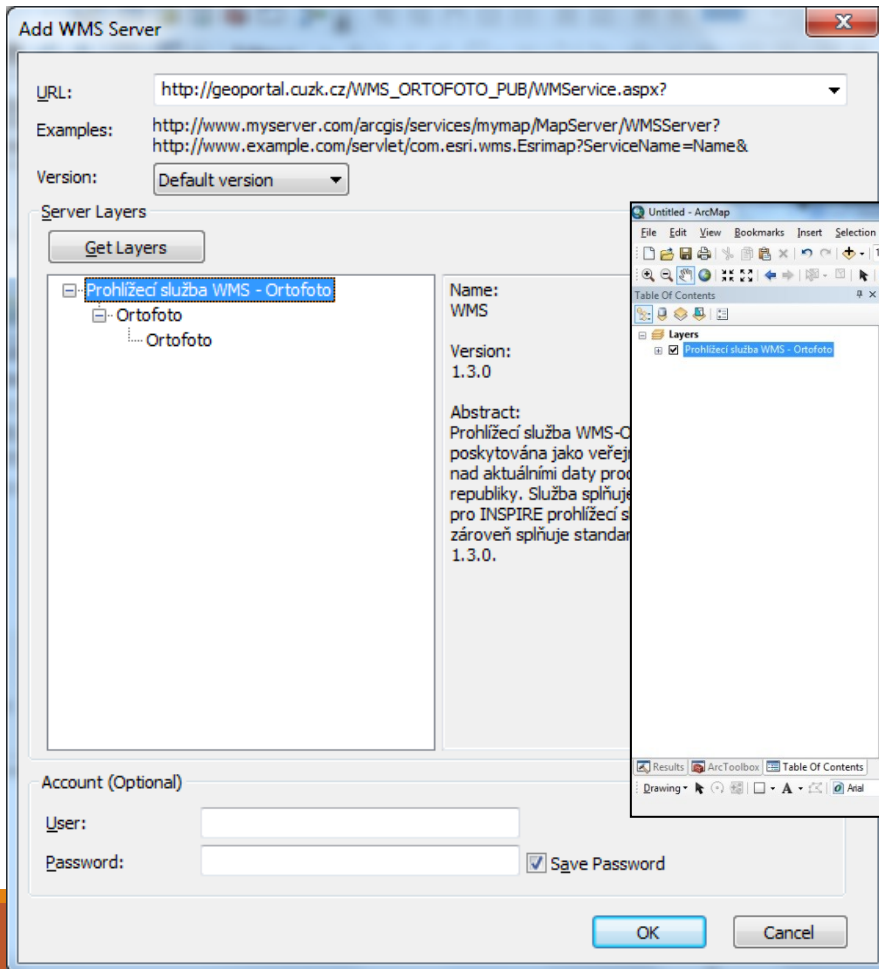 Add WMS Server
URL:
http://geoportal.cuzk.cz/WMS_ORTOFOTO_PUB/WMService.aspx?
Examples:
http://www.myserver.com/arcgis/services/mymap/MapServer/WMSServer?
http://www.example.com/servlet/com.esri.wms.Esrimap?ServiceName=Name&
Version:
Default version
Server Layers
Get Layers
Prohlížecí služba WMS - Ortofoto
Ortofoto
Ortofoto
Name:
WMS
Version:
1.3.0
Abstract:
Prohlížecí služba WMS-O
poskytována jako veřej
nad aktuálními daty prod
republiky. Služba splňuje
pro INSPIRE prohlížecí s
zároveň splňuje standar
1.3.0.
Account (Optional)
User:
Password:
Save Password
OK
Cancel
Untitled - ArcMap
File Edit View Bookmarks Insert Selection
Table Of Contents
Layers
Prohlížecí služba WMS - Ortofoto
Results ArcToolbox Table Of Contents
Drawing A Arial